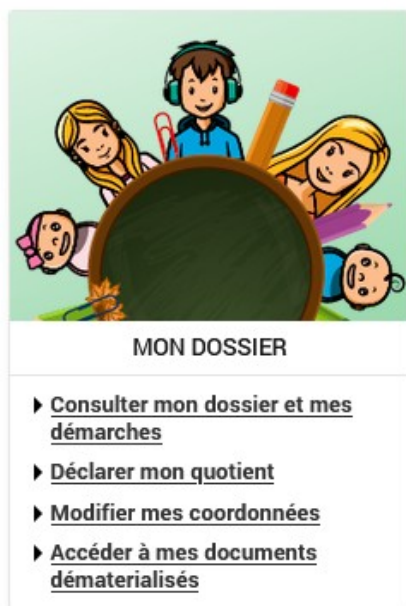 MON DOSSIER
Consulter mon dossier et mes
démarches
Déclarer mon quotient
Modifier mes coordonnées
Accéder à mes documents
dématerialisés